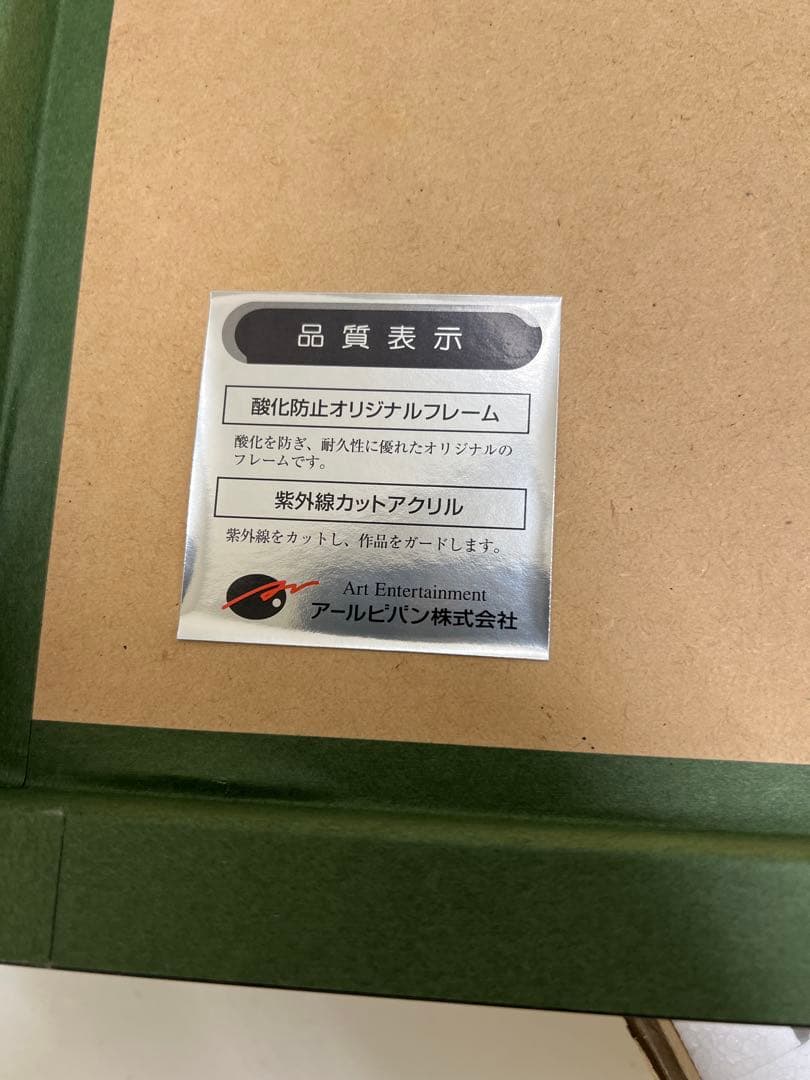 品質表示
酸化防止オリジナルフレーム
酸化を防ぎ、耐久性に優れたオリジナルの
フレームです。
紫外線カットアクリル
紫外線をカットし、作品をガードします。
Art Entertainment
アールビバン株式会社